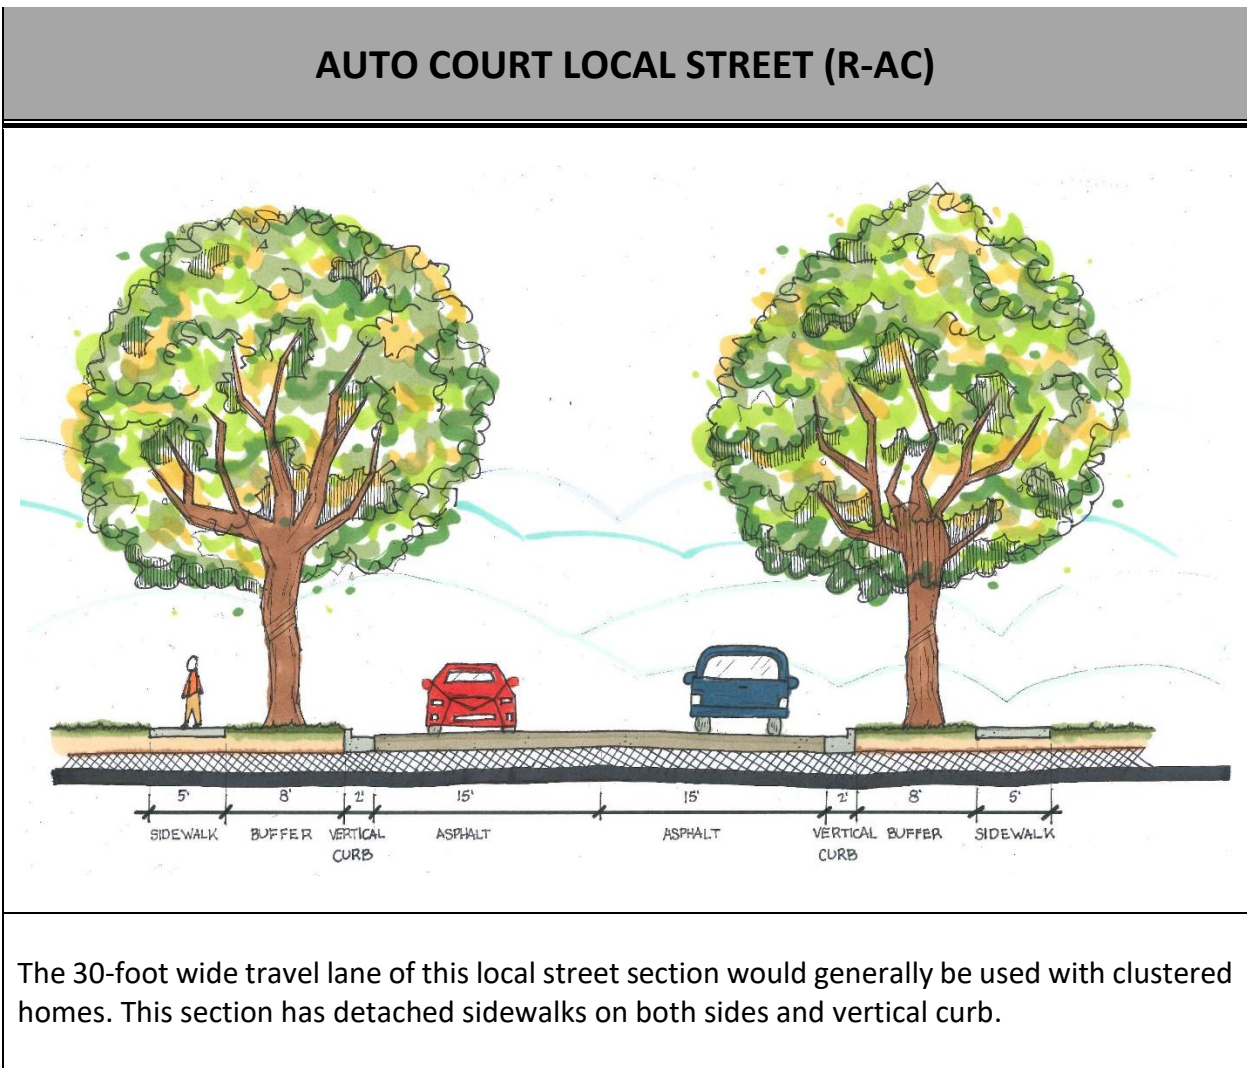 AUTO COURT LOCAL STREET (R-AC)
5' 8' 2' 15' 15' 2' 8' 5'
SIDEWALK BUFFER VERTICAL ASPHALT ASPHALT VERTICAL BUFFER SIDEWALK
CURB CURB
The 30-foot wide travel lane of this local street section would generally be used with clustered
homes. This section has detached sidewalks on both sides and vertical curb.